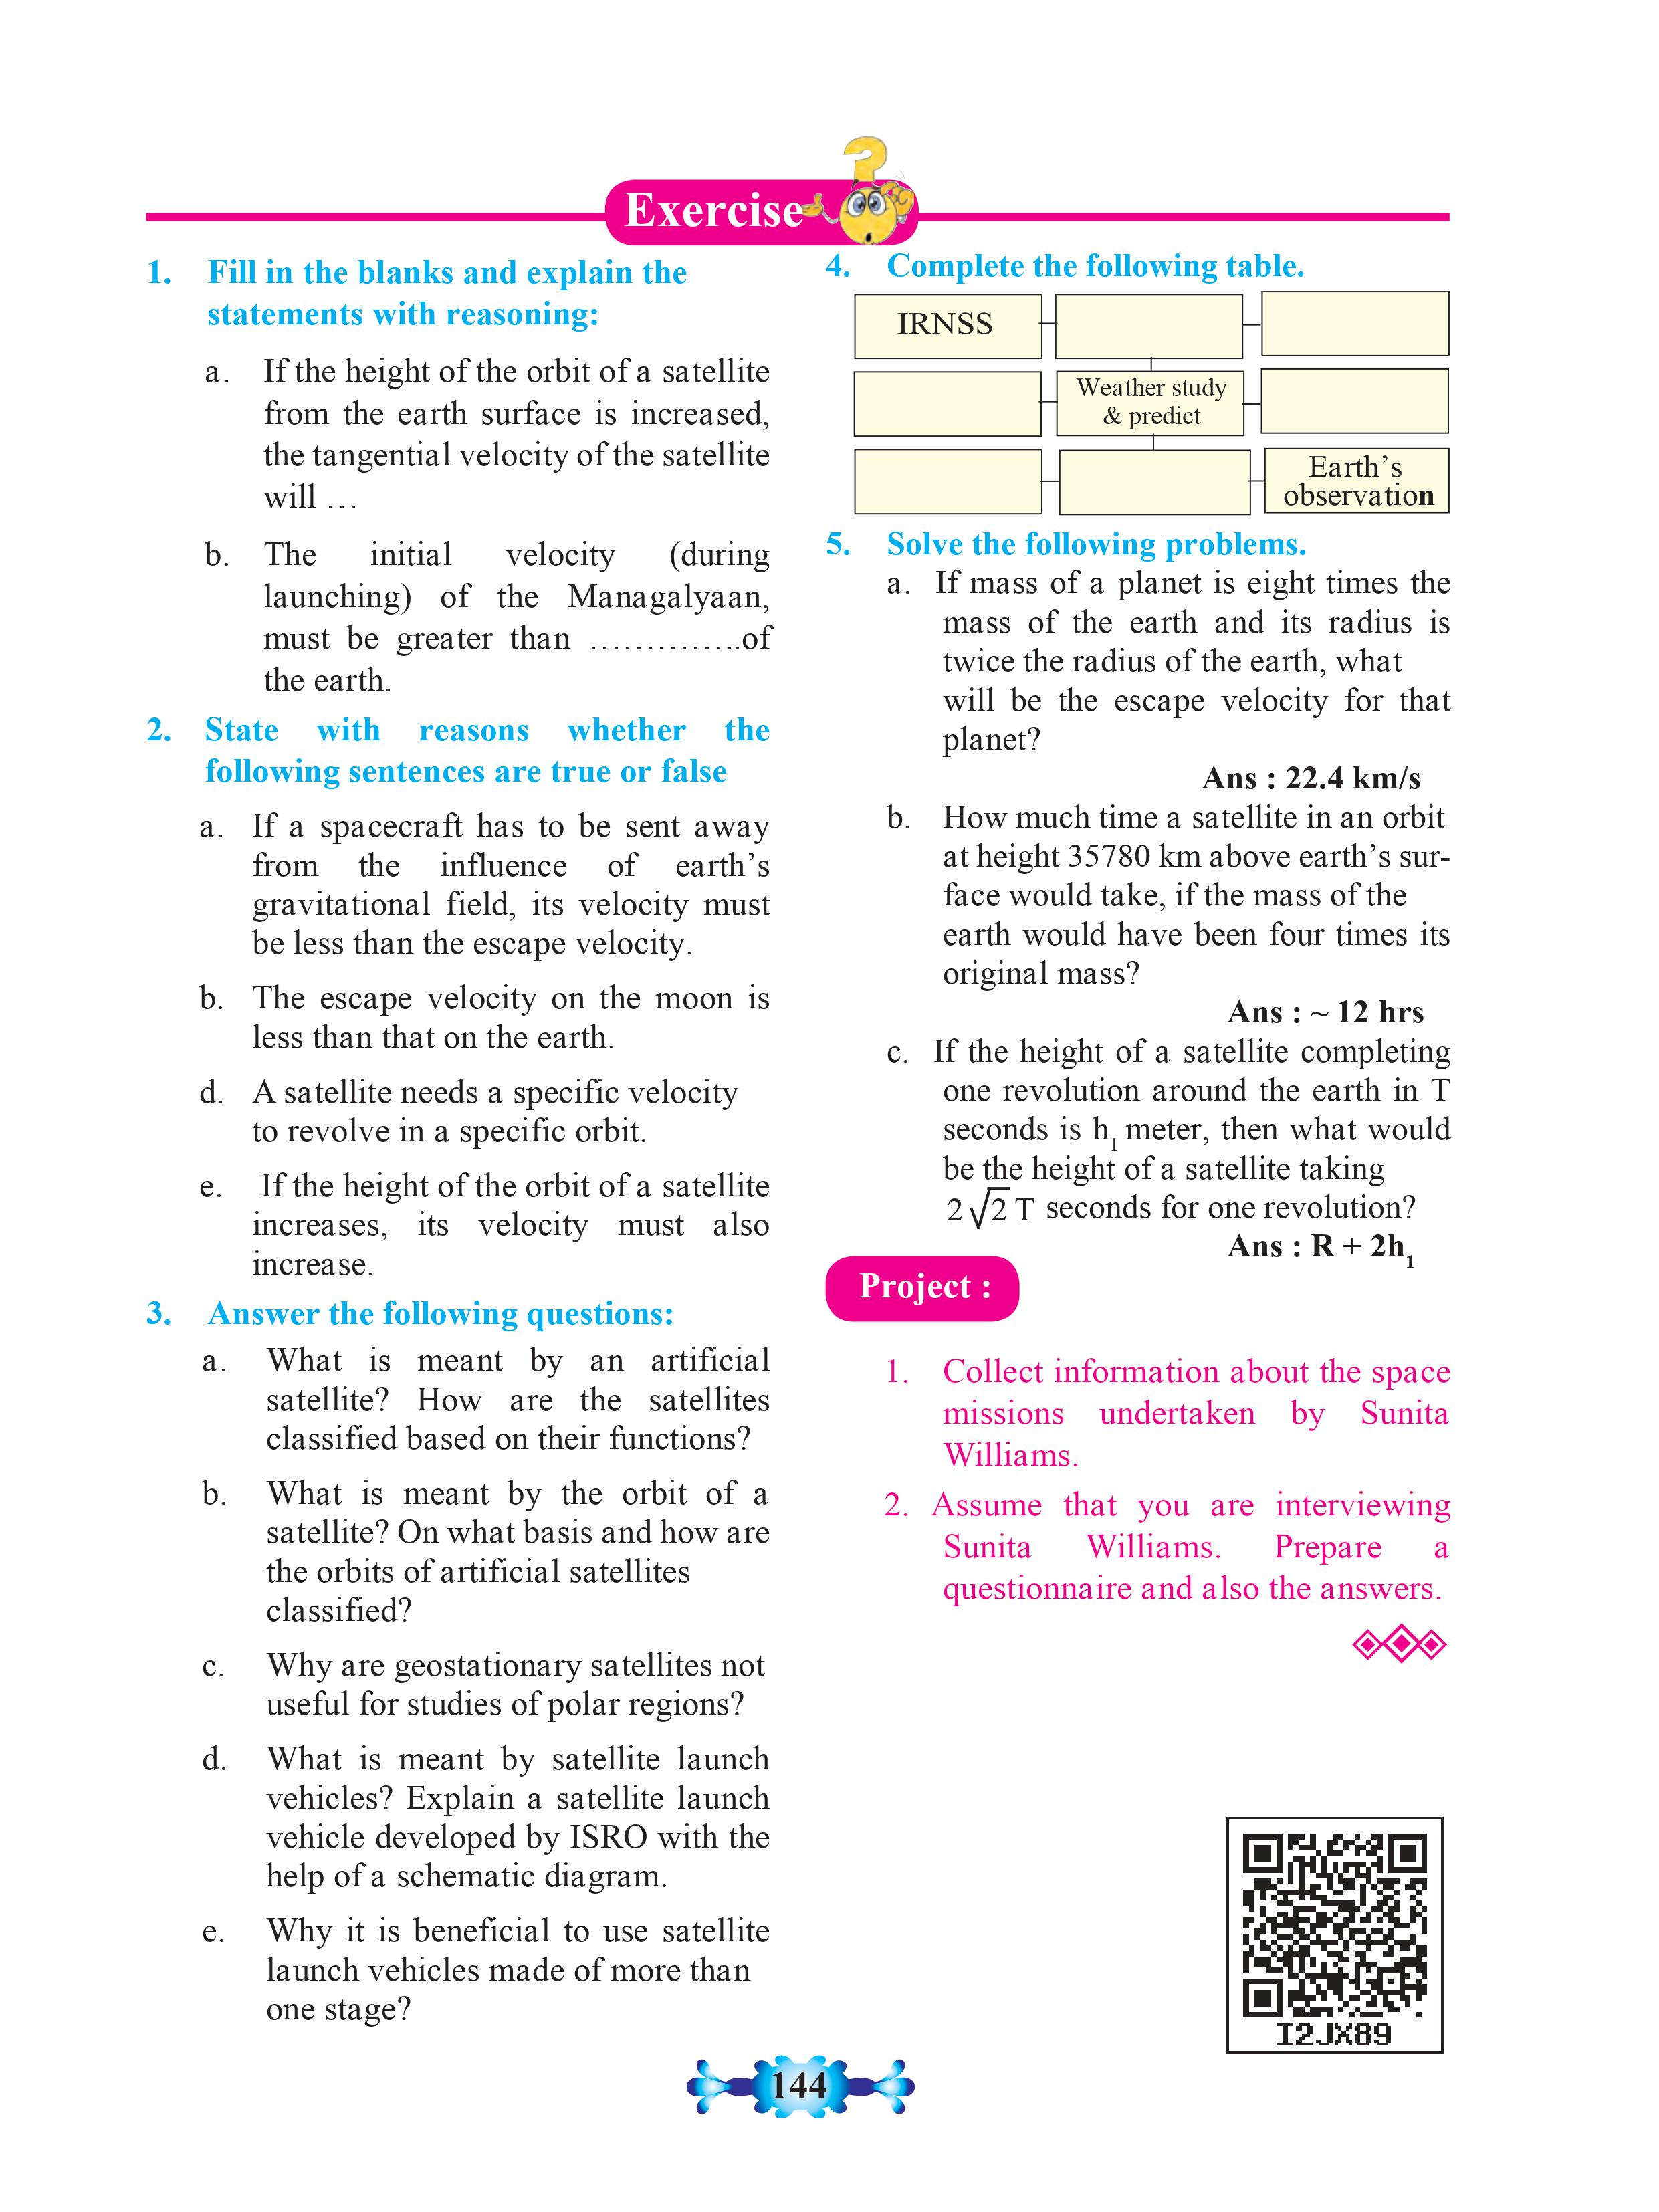 Exercise
1. Fill in the blanks and explain the
statements with reasoning:
a. If the height of the orbit of a satellite
from the earth surface is increased,
the tangential velocity of the satellite
will …
b. The initial velocity (during
launching) of the Managalyaan,
must be greater than …………..of
the earth.
2. State with reasons whether the
following sentences are true or false
a. If a spacecraft has to be sent away
from the influence of earth’s
gravitational field, its velocity must
be less than the escape velocity.
b. The escape velocity on the moon is
less than that on the earth.
d. A satellite needs a specific velocity
to revolve in a specific orbit.
e. If the height of the orbit of a satellite
increases, its velocity must also
increase.
3. Answer the following questions:
a. What is meant by an artificial
satellite? How are the satellites
classified based on their functions?
b. What is meant by the orbit of a
satellite? On what basis and how are
the orbits of artificial satellites
classified?
c. Why are geostationary satellites not
useful for studies of polar regions?
d. What is meant by satellite launch
vehicles? Explain a satellite launch
vehicle developed by ISRO with the
help of a schematic diagram.
e. Why it is beneficial to use satellite
launch vehicles made of more than
one stage?
4. Complete the following table.
IRNSS
Weather study
& predict
Earth’s
observation
5. Solve the following problems.
a. If mass of a planet is eight times the
mass of the earth and its radius is
twice the radius of the earth, what
will be the escape velocity for that
planet?
Ans : 22.4 km/s
b. How much time a satellite in an orbit
at height 35780 km above earth’s sur-
face would take, if the mass of the
earth would have been four times its
original mass?
Ans : ~ 12 hrs
c. If the height of a satellite completing
one revolution around the earth in T
seconds is h₁ meter, then what would
be the height of a satellite taking
2√2 T seconds for one revolution?
Ans : R + 2h₁
Project :
1. Collect information about the space
missions undertaken by Sunita
Williams.
2. Assume that you are interviewing
Sunita Williams. Prepare a
questionnaire and also the answers.
I2JX89
144